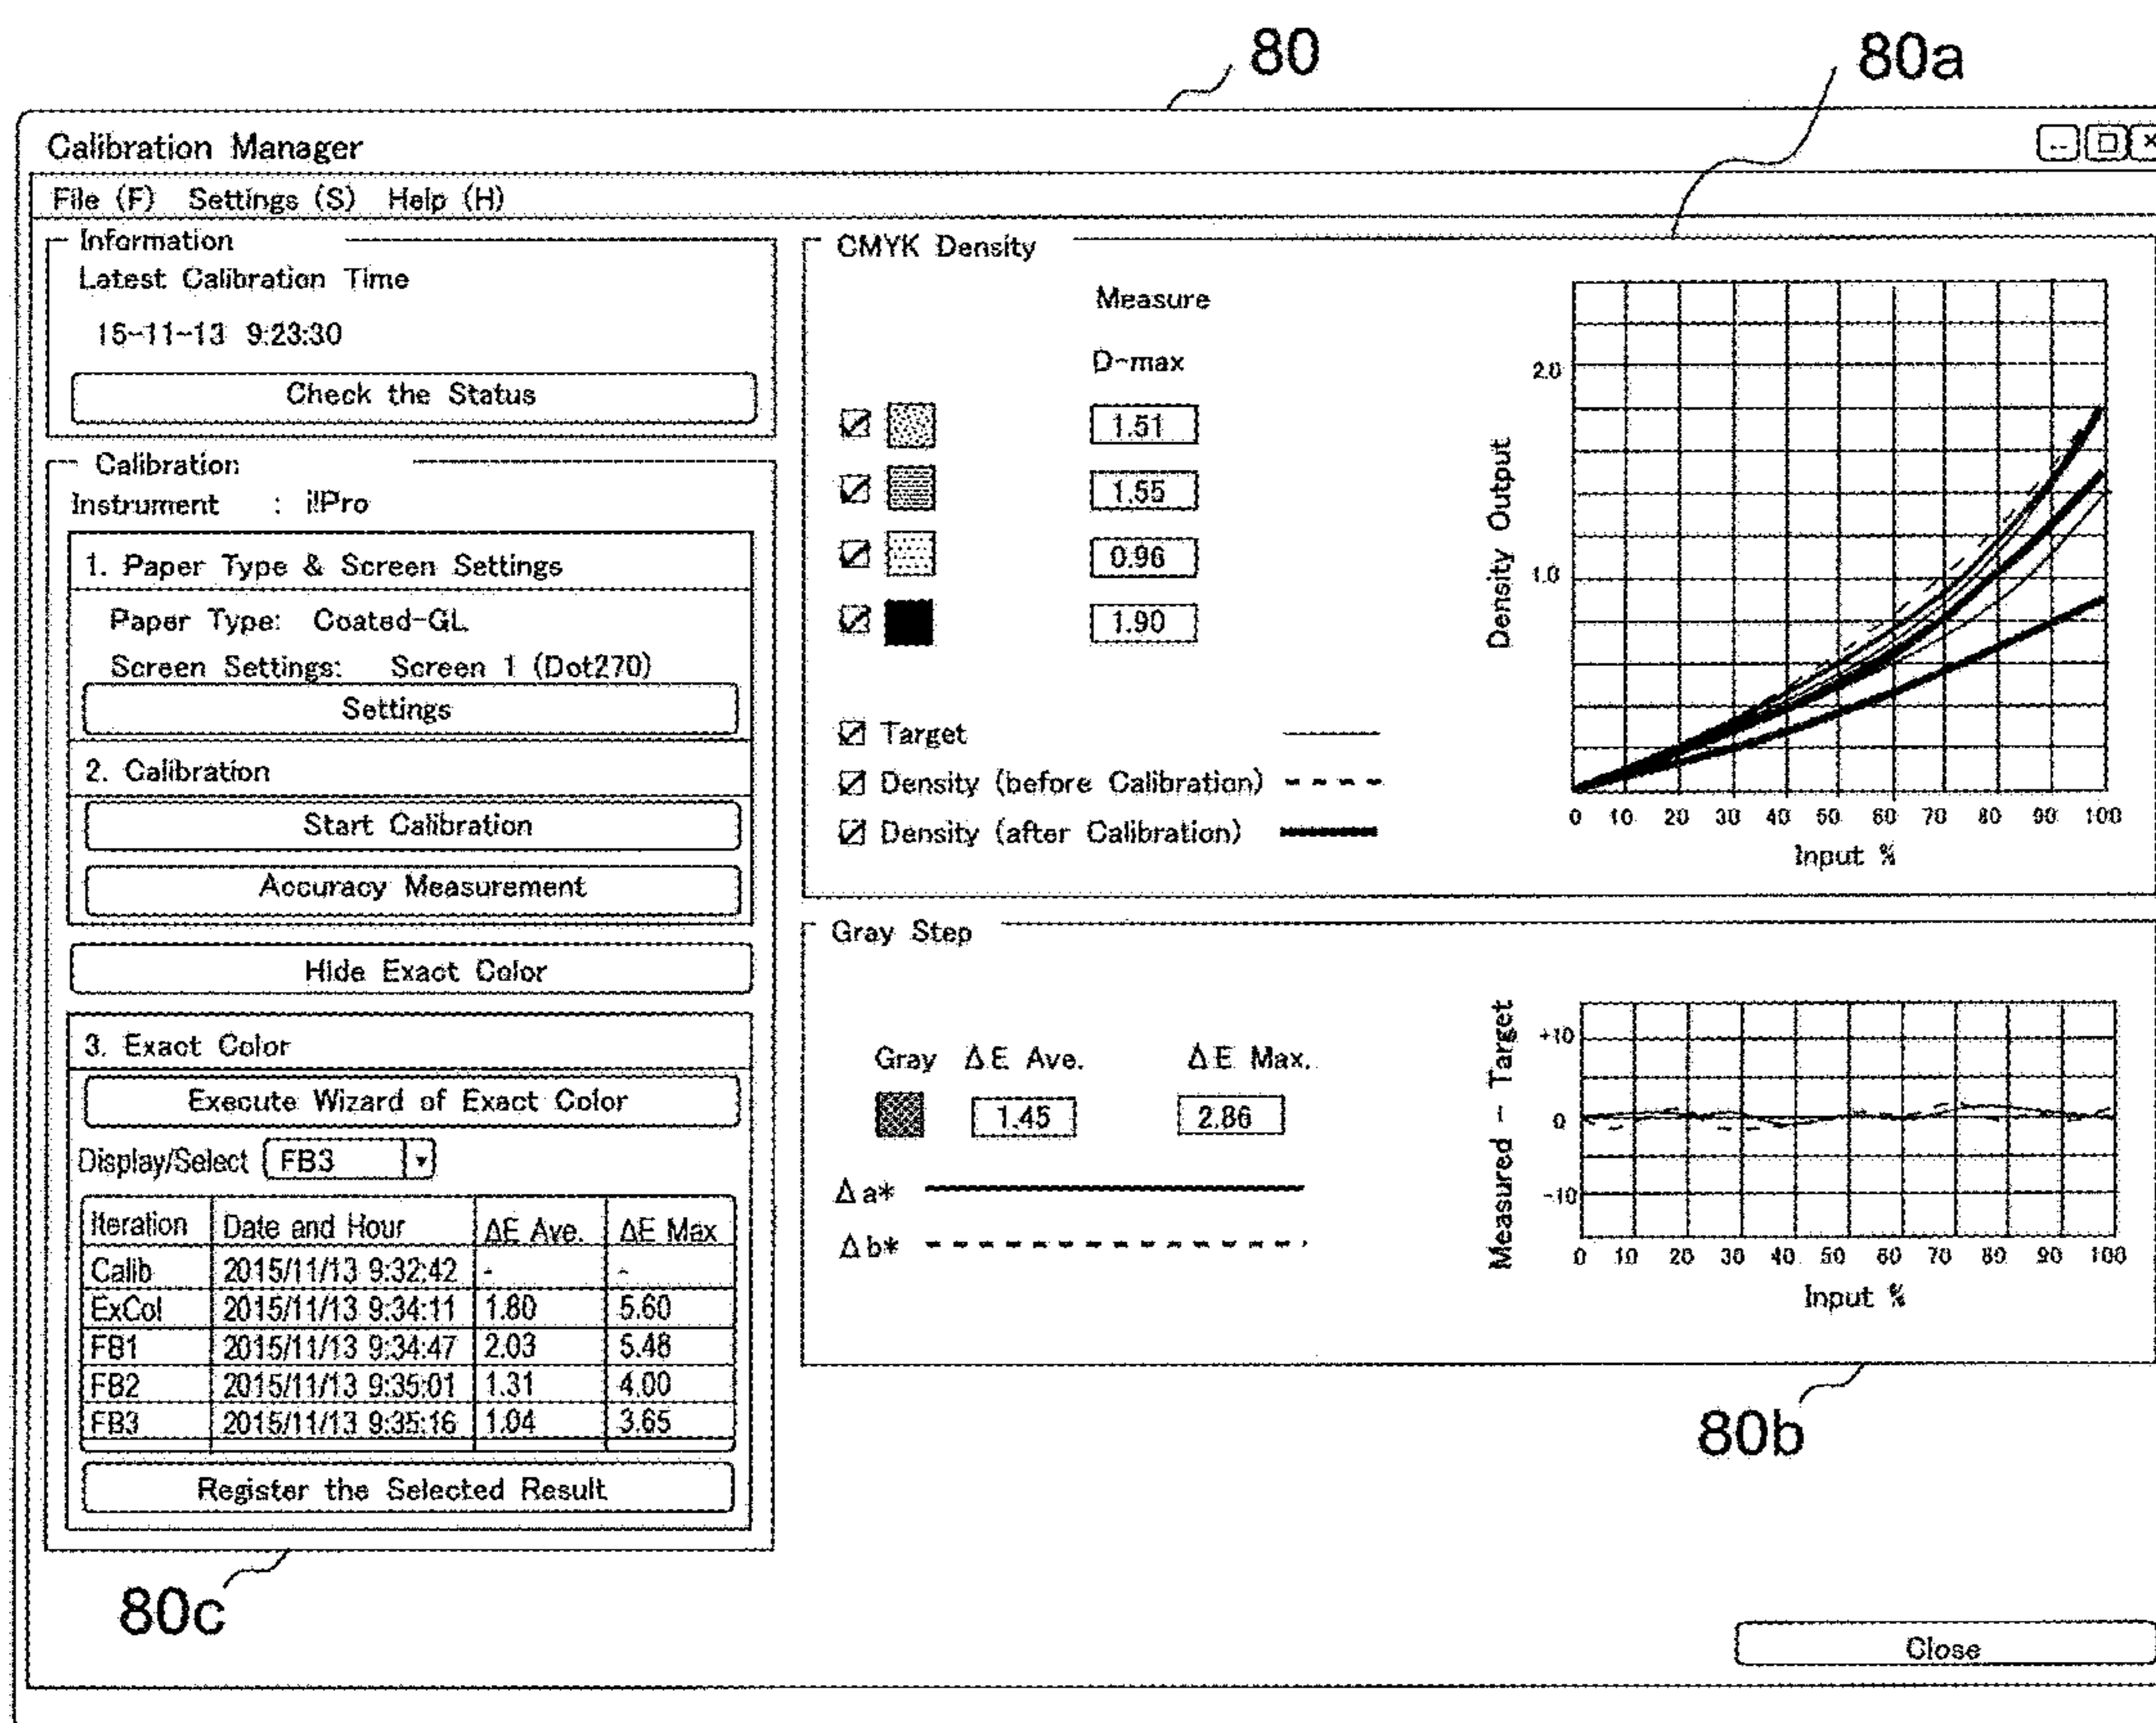 80
80a
Calibration Manager
File (F) Settings (S) Help (H)
Information
Latest Calibration Time
15-11-13 9:23:30
Check the Status
Calibration
Instrument : i!Pro
1. Paper Type & Screen Settings
Paper Type: Coated-GL
Screen Settings: Screen 1 (Dot270)
Settings
2. Calibration
Start Calibration
Accuracy Measurement
Hide Exact Color
3. Exact Color
Execute Wizard of Exact Color
Display/Select FB3
Iteration Date and Hour ΔE Ave. ΔE Max
Calib 2015/11/13 9:32:42 - -
ExCol 2015/11/13 9:34:11 1.80 5.60
FB1 2015/11/13 9:34:47 2.03 5.48
FB2 2015/11/13 9:35:01 1.31 4.00
FB3 2015/11/13 9:35:16 1.04 3.65
Register the Selected Result
80c
CMYK Density
Measure
D-max
1.51
1.55
0.96
1.90
Target
Density (before Calibration)
Density (after Calibration)
Density Output
2.0
1.0
0 10 20 30 40 50 60 70 80 90 100
Input %
Gray Step
Gray ΔE Ave. ΔE Max.
1.45 2.86
Δa*
Δb*
Measured - Target
+10
0
-10
0 10 20 30 40 50 60 70 80 90 100
Input %
80b
Close